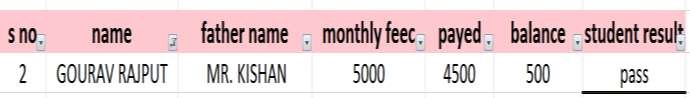 s no name father name monthly feec payed balance student result
2 GOURAV RAJPUT MR. KISHAN 5000 4500 500 pass